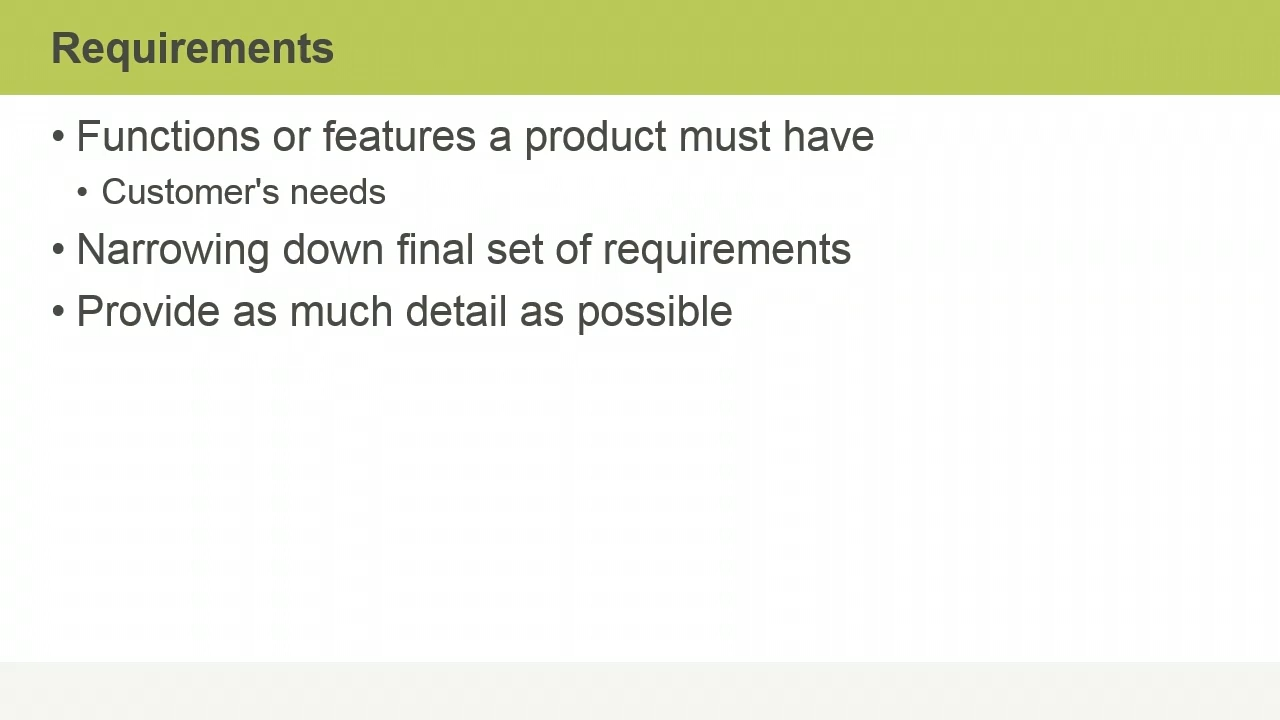 Requirements
• Functions or features a product must have
• Customer's needs
• Narrowing down final set of requirements
• Provide as much detail as possible